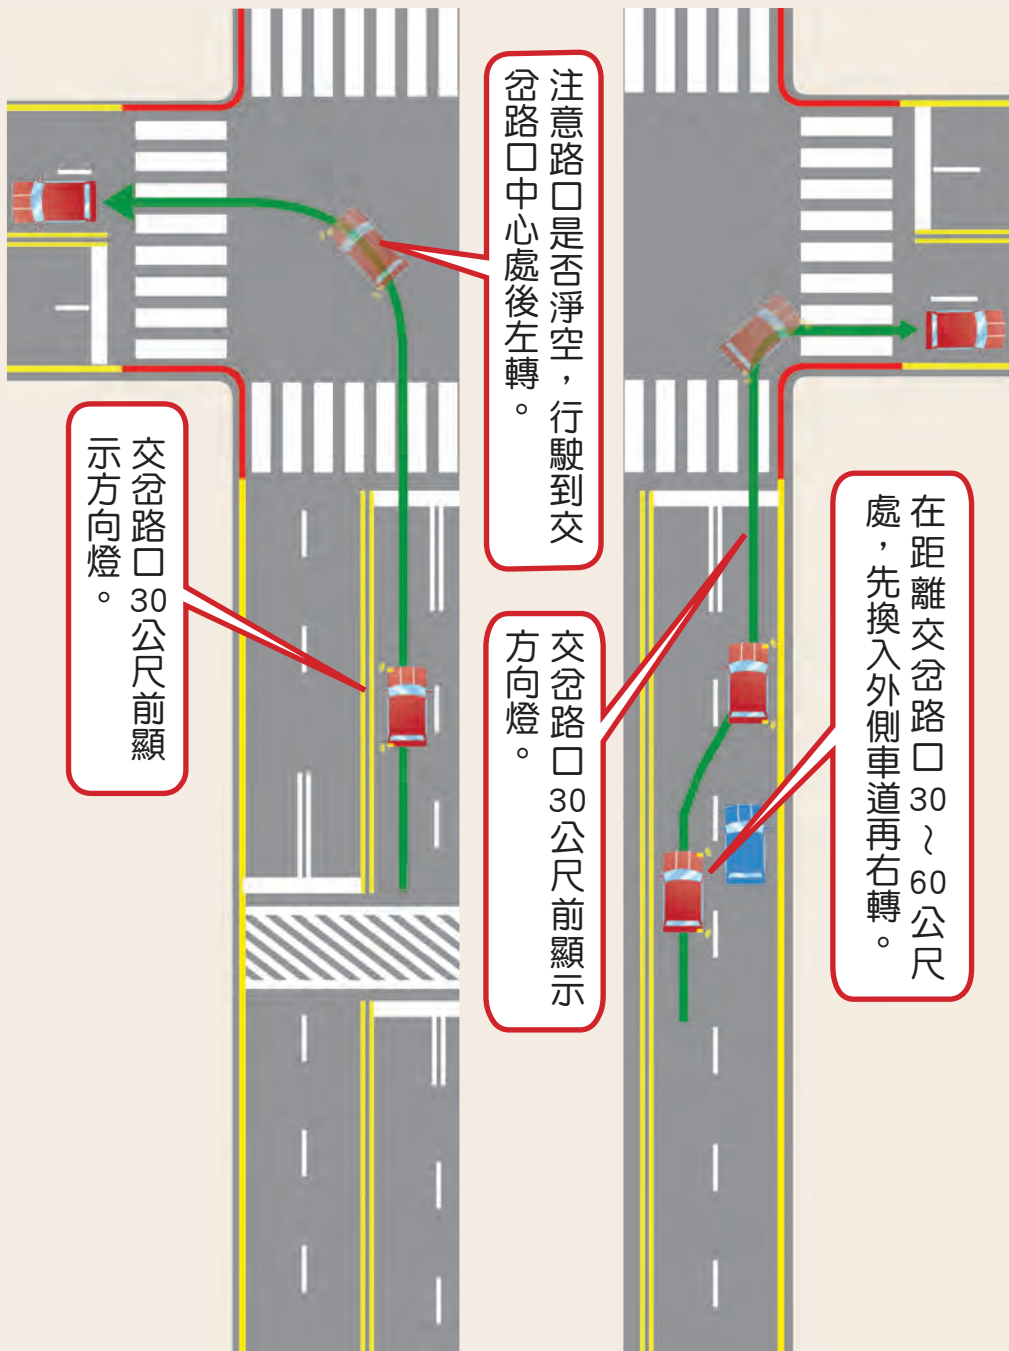 在距離交岔路口30～60公尺
處，先換入外側車道再右轉。
交岔路口30公尺前顯示
方向燈。
注意路口是否淨空，行駛到交
岔路口中心處後左轉。
交岔路口30公尺前顯
示方向燈。